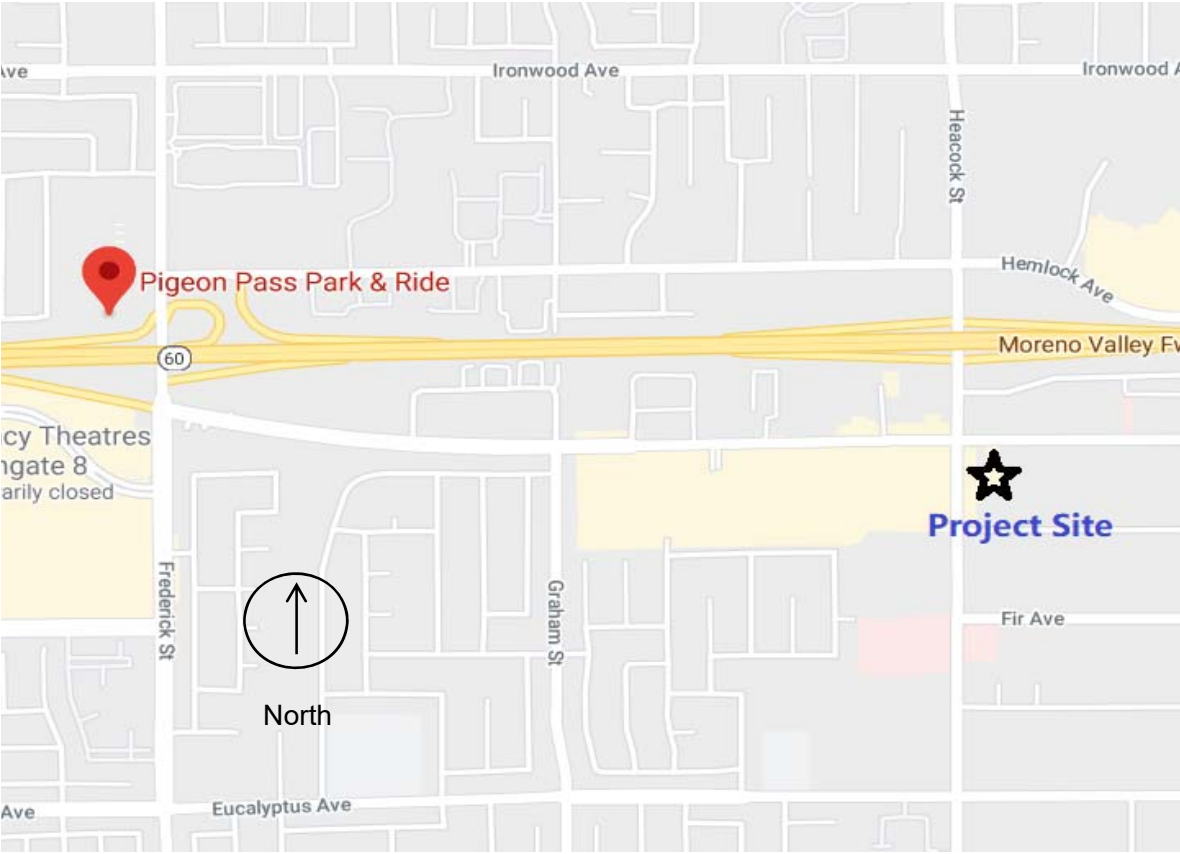 Ave
Ironwood Ave
Ironwood A
Heacock St
Pigeon Pass Park & Ride
Hemlock Ave
60
Moreno Valley Fw
cy Theatres
ngate 8
arily closed
Project Site
Frederick St
Graham St
Fir Ave
North
Eucalyptus Ave
Ave